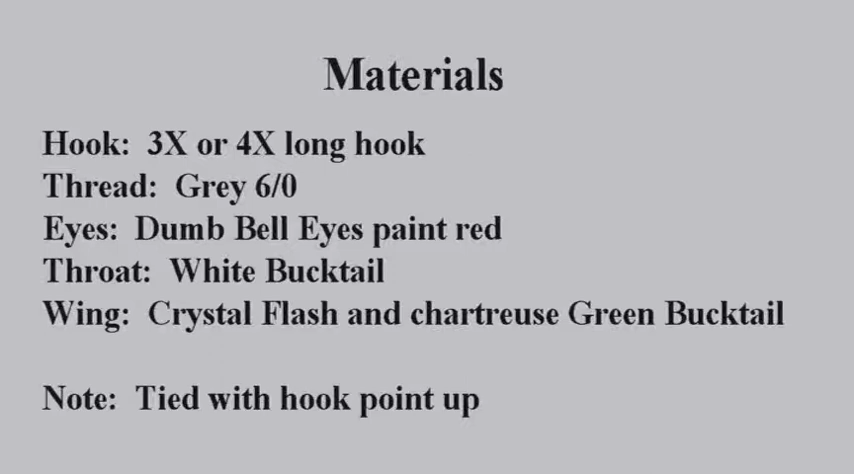 Materials
Hook:  3X or 4X long hook
Thread:  Grey 6/0
Eyes:  Dumb Bell Eyes paint red
Throat:  White Bucktail
Wing:  Crystal Flash and chartreuse Green Bucktail
Note:  Tied with hook point up